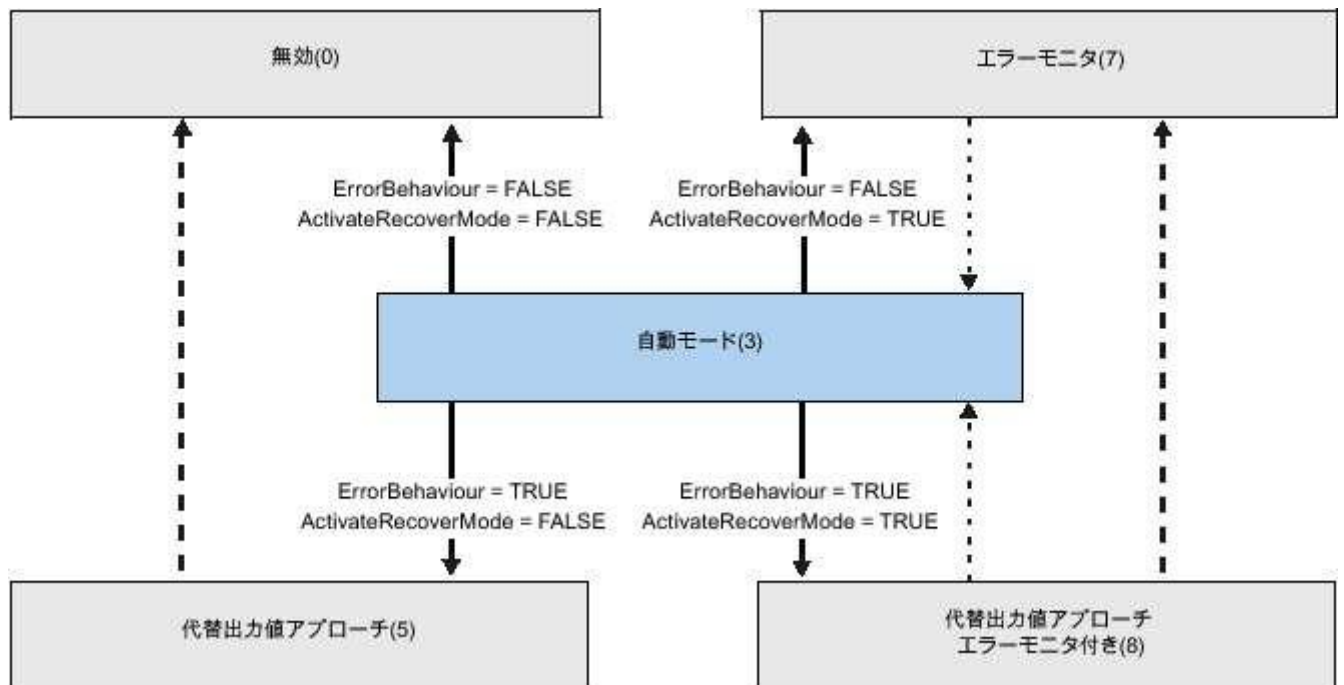 無効(0)
エラーモニタ(7)
ErrorBehaviour = FALSE
ActivateRecoverMode = FALSE
ErrorBehaviour = FALSE
ActivateRecoverMode = TRUE
自動モード(3)
ErrorBehaviour = TRUE
ActivateRecoverMode = FALSE
ErrorBehaviour = TRUE
ActivateRecoverMode = TRUE
代替出力値アプローチ(5)
代替出力値アプローチ
エラーモニタ付き(8)